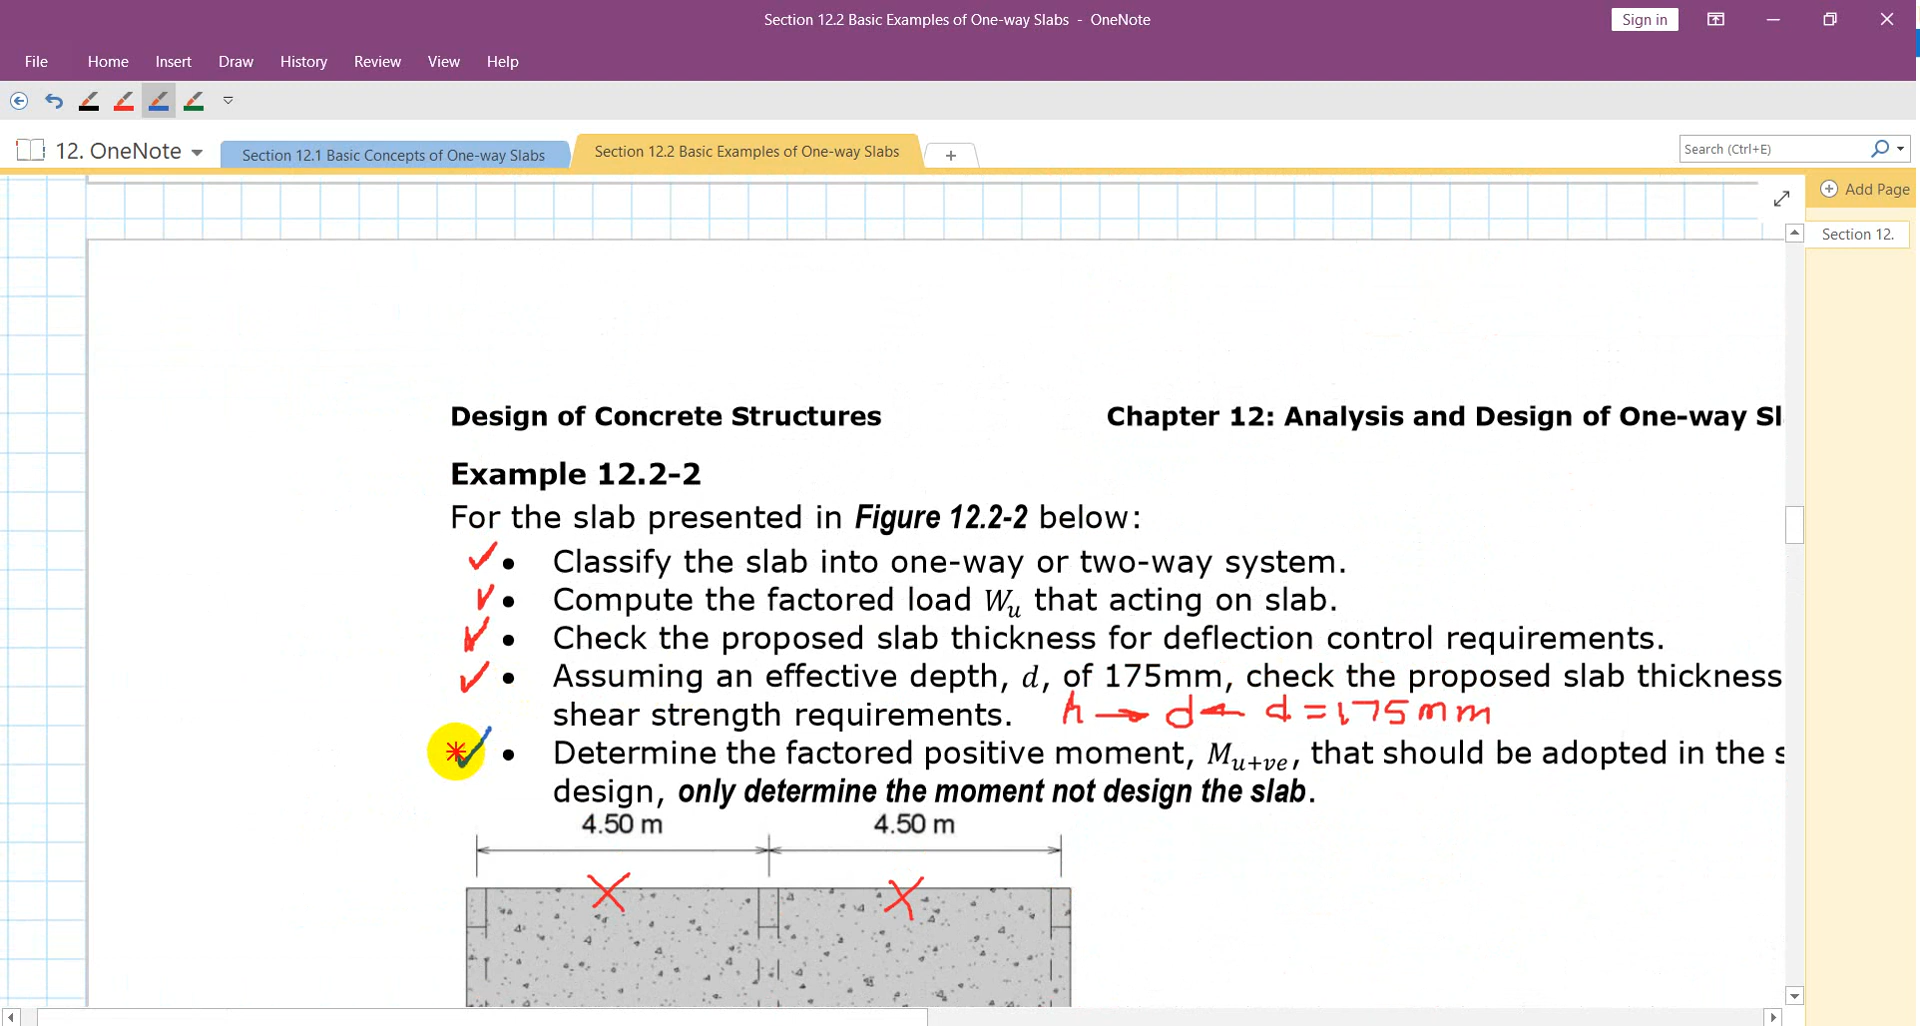 Section 12.2 Basic Examples of One-way Slabs - OneNote
Sign in
File Home Insert Draw History Review View Help
12. OneNote
Section 12.1 Basic Concepts of One-way Slabs
Section 12.2 Basic Examples of One-way Slabs
Search (Ctrl+E)
Add Page
Section 12.
Design of Concrete Structures
Chapter 12: Analysis and Design of One-way Sl
Example 12.2-2
For the slab presented in Figure 12.2-2 below:
• Classify the slab into one-way or two-way system.
• Compute the factored load Wu that acting on slab.
• Check the proposed slab thickness for deflection control requirements.
• Assuming an effective depth, d, of 175mm, check the proposed slab thickness
shear strength requirements. h → d ← d = 175mm
• Determine the factored positive moment, Mu+ve, that should be adopted in the s
design, only determine the moment not design the slab.
4.50 m 4.50 m